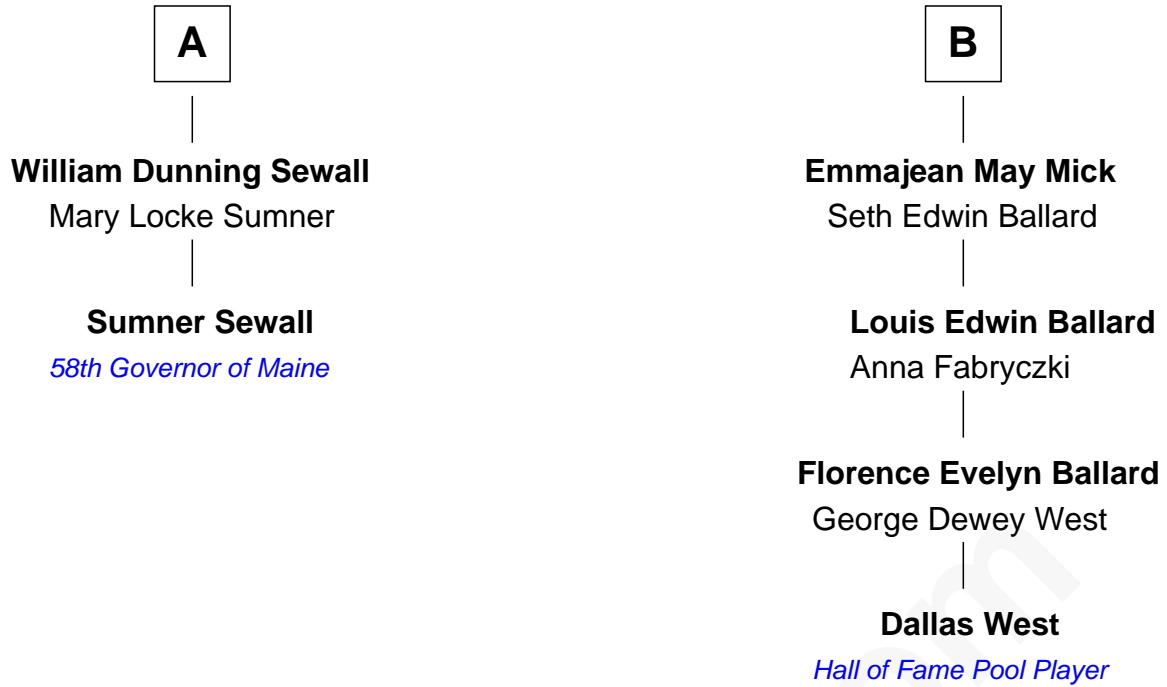 A
William Dunning Sewall
Mary Locke Sumner
Sumner Sewall
58th Governor of Maine
B
Emmajean May Mick
Seth Edwin Ballard
Louis Edwin Ballard
Anna Fabryczki
Florence Evelyn Ballard
George Dewey West
Dallas West
Hall of Fame Pool Player